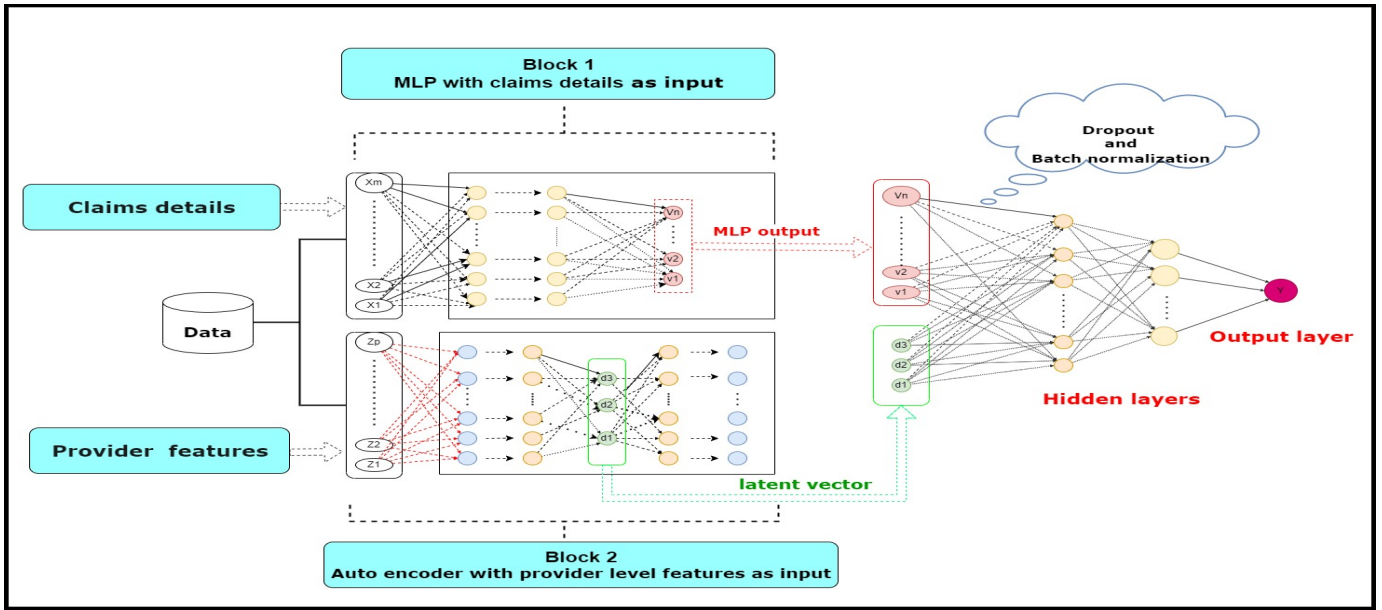 Block 1
MLP with claims details as input
Dropout
and
Batch normalization
Claims details
Xm
X2
X1
Vn
v2
v1
MLP output
Vn
v2
v1
Data
Zp
Z2
Z1
d3
d2
d1
d3
d2
d1
Y
Output layer
Hidden layers
Provider features
latent vector
Block 2
Auto encoder with provider level features as input